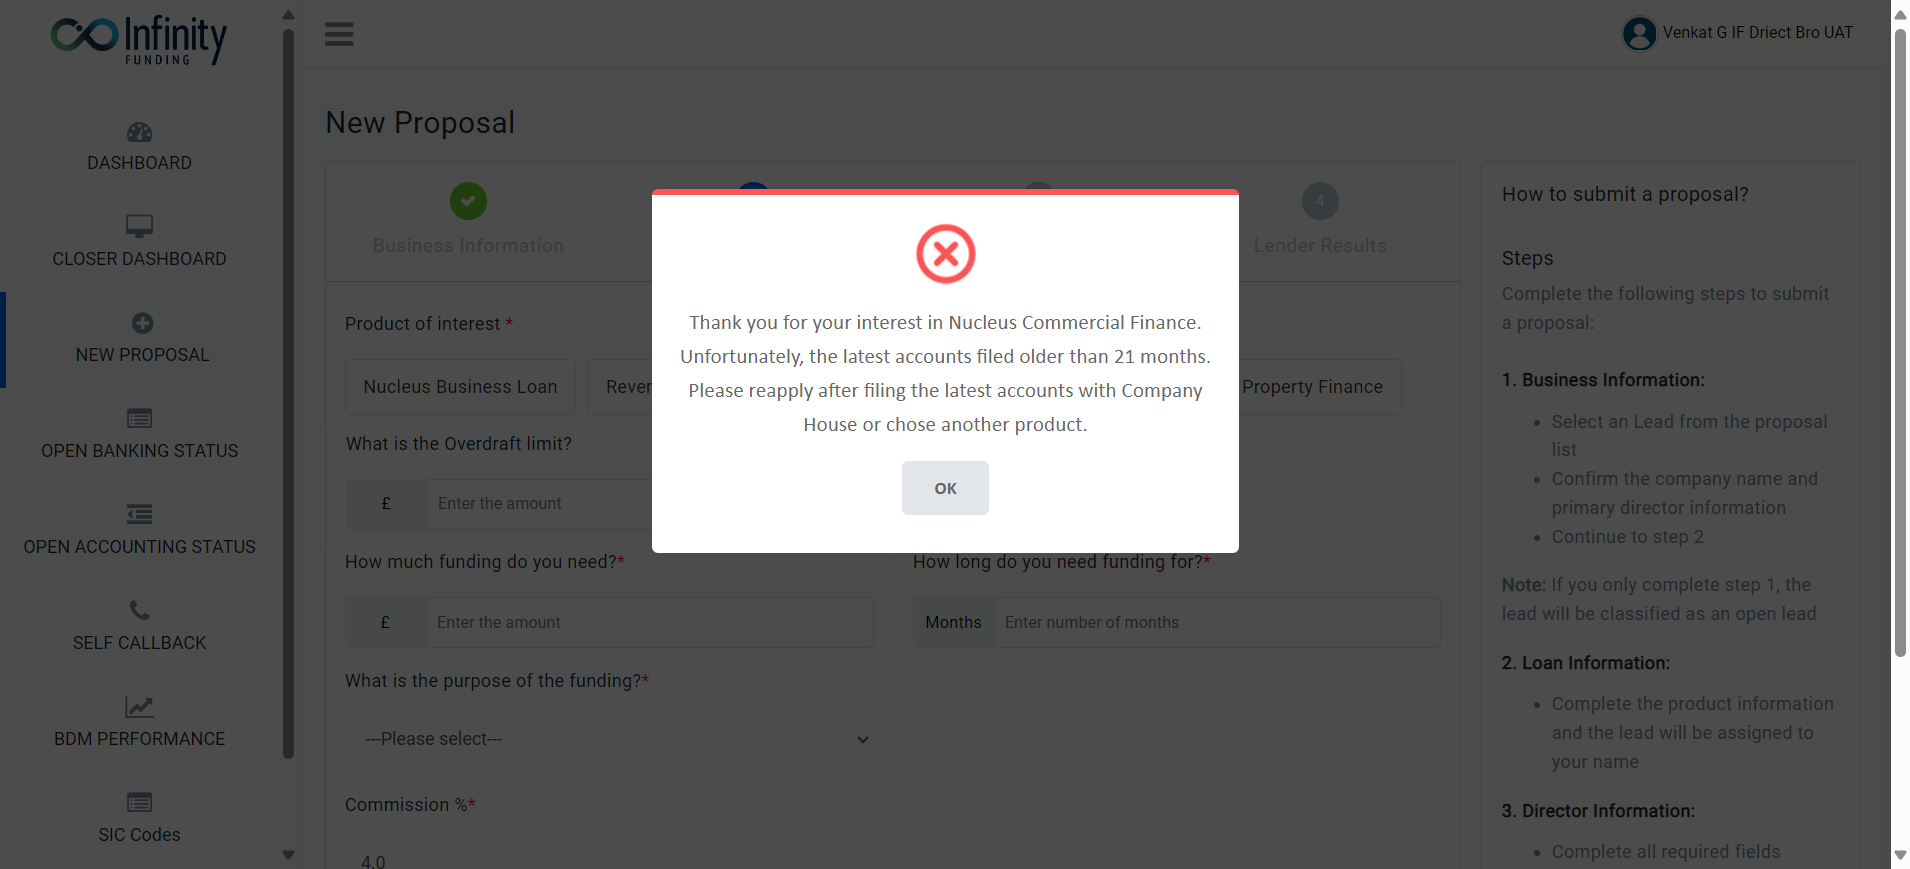 Infinity
FUNDING
Venkat G IF Driect Bro UAT
DASHBOARD
CLOSER DASHBOARD
NEW PROPOSAL
OPEN BANKING STATUS
OPEN ACCOUNTING STATUS
SELF CALLBACK
BDM PERFORMANCE
SIC Codes
New Proposal
4
Business Information
Lender Results
Thank you for your interest in Nucleus Commercial Finance.
Unfortunately, the latest accounts filed older than 21 months.
Please reapply after filing the latest accounts with Company
House or chose another product.
OK
Product of interest *
Nucleus Business Loan
Property Finance
What is the Overdraft limit?
£
Enter the amount
How much funding do you need?*
How long do you need funding for?*
£
Enter the amount
Months
Enter number of months
What is the purpose of the funding?*
---Please select---
Commission %*
4.0
How to submit a proposal?
Steps
Complete the following steps to submit
a proposal:
1. Business Information:
• Select an Lead from the proposal
list
• Confirm the company name and
primary director information
• Continue to step 2
Note: If you only complete step 1, the
lead will be classified as an open lead
2. Loan Information:
• Complete the product information
and the lead will be assigned to
your name
3. Director Information:
• Complete all required fields